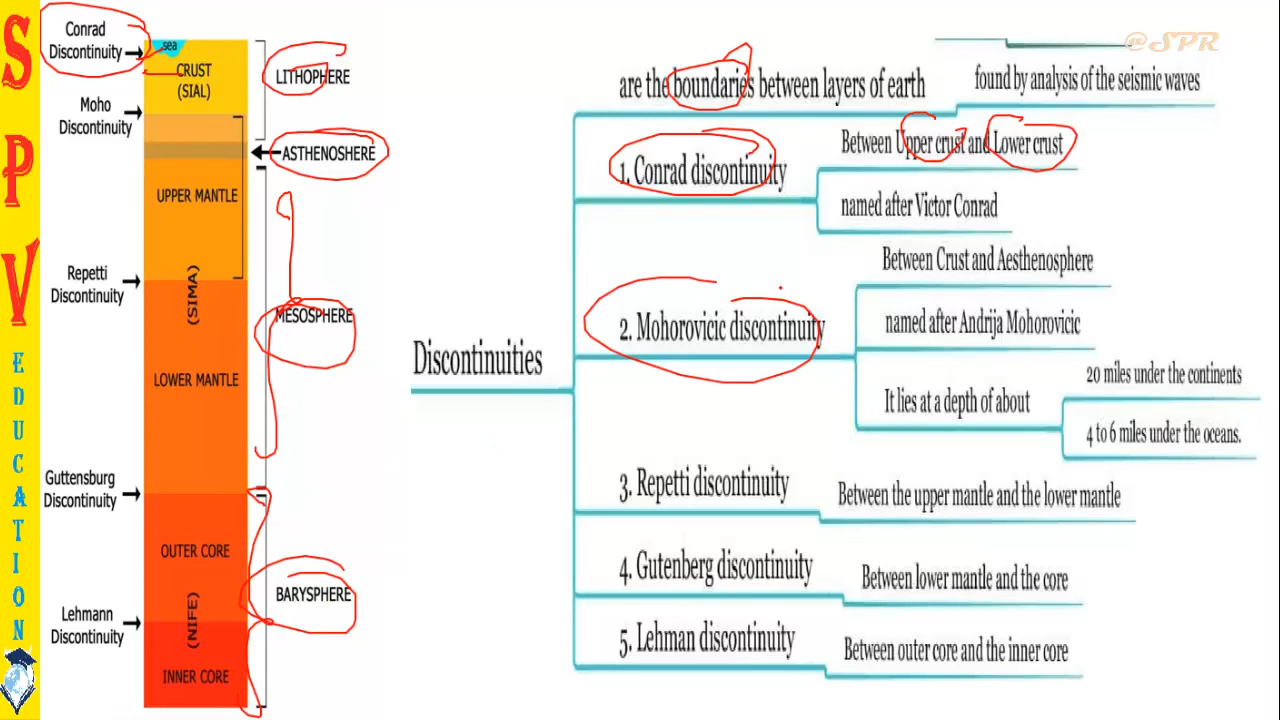 SPV
EDUCATION
Conrad
Discontinuity
sea
CRUST
(SIAL)
Moho
Discontinuity
UPPER MANTLE
Repetti
Discontinuity
(SIMA)
LOWER MANTLE
Guttensburg
Discontinuity
OUTER CORE
Lehmann
Discontinuity
(NIFE)
INNER CORE
LITHOPHERE
ASTHENOSHERE
MESOSPHERE
BARYSPHERE
@SPR
Discontinuities
are the boundaries between layers of earth
found by analysis of the seismic waves
1. Conrad discontinuity
Between Upper crust and Lower crust
named after Victor Conrad
2. Mohorovicic discontinuity
Between Crust and Aesthenosphere
named after Andrija Mohorovicic
It lies at a depth of about
20 miles under the continents
4 to 6 miles under the oceans.
3. Repetti discontinuity
Between the upper mantle and the lower mantle
4. Gutenberg discontinuity
Between lower mantle and the core
5. Lehman discontinuity
Between outer core and the inner core